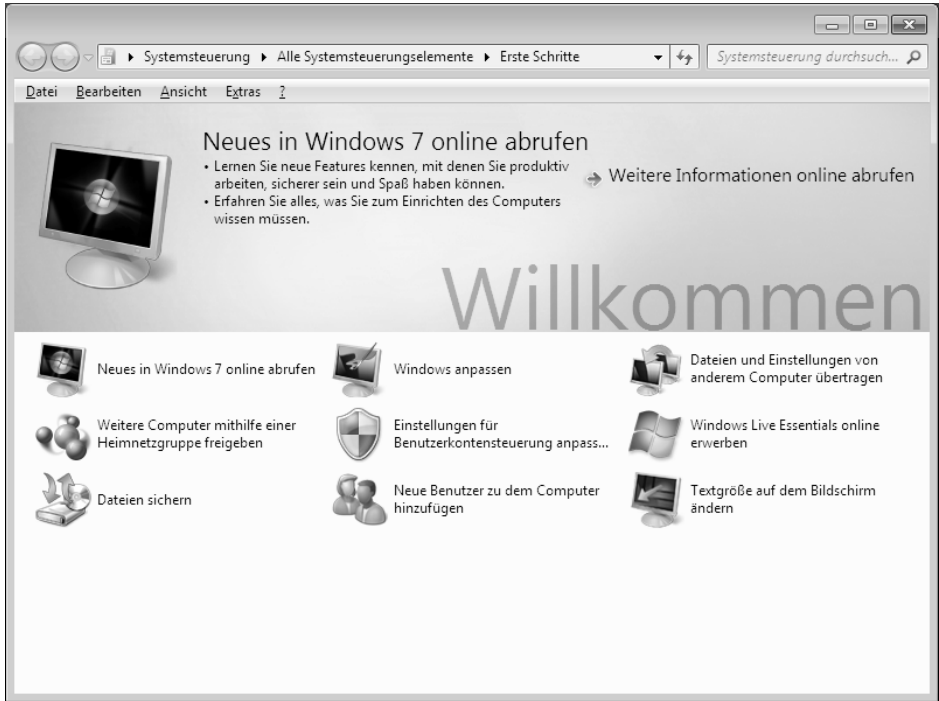 Systemsteuerung ▸ Alle Systemsteuerungselemente ▸ Erste Schritte
Systemsteuerung durchsuch...
Datei Bearbeiten Ansicht Extras ?
Neues in Windows 7 online abrufen
• Lernen Sie neue Features kennen, mit denen Sie produktiv
arbeiten, sicherer sein und Spaß haben können.
• Erfahren Sie alles, was Sie zum Einrichten des Computers
wissen müssen.
Weitere Informationen online abrufen
Willkommen
Neues in Windows 7 online abrufen
Windows anpassen
Dateien und Einstellungen von
anderem Computer übertragen
Weitere Computer mithilfe einer
Heimnetzgruppe freigeben
Einstellungen für
Benutzerkontensteuerung anpass...
Windows Live Essentials online
erwerben
Dateien sichern
Neue Benutzer zu dem Computer
hinzufügen
Textgröße auf dem Bildschirm
ändern